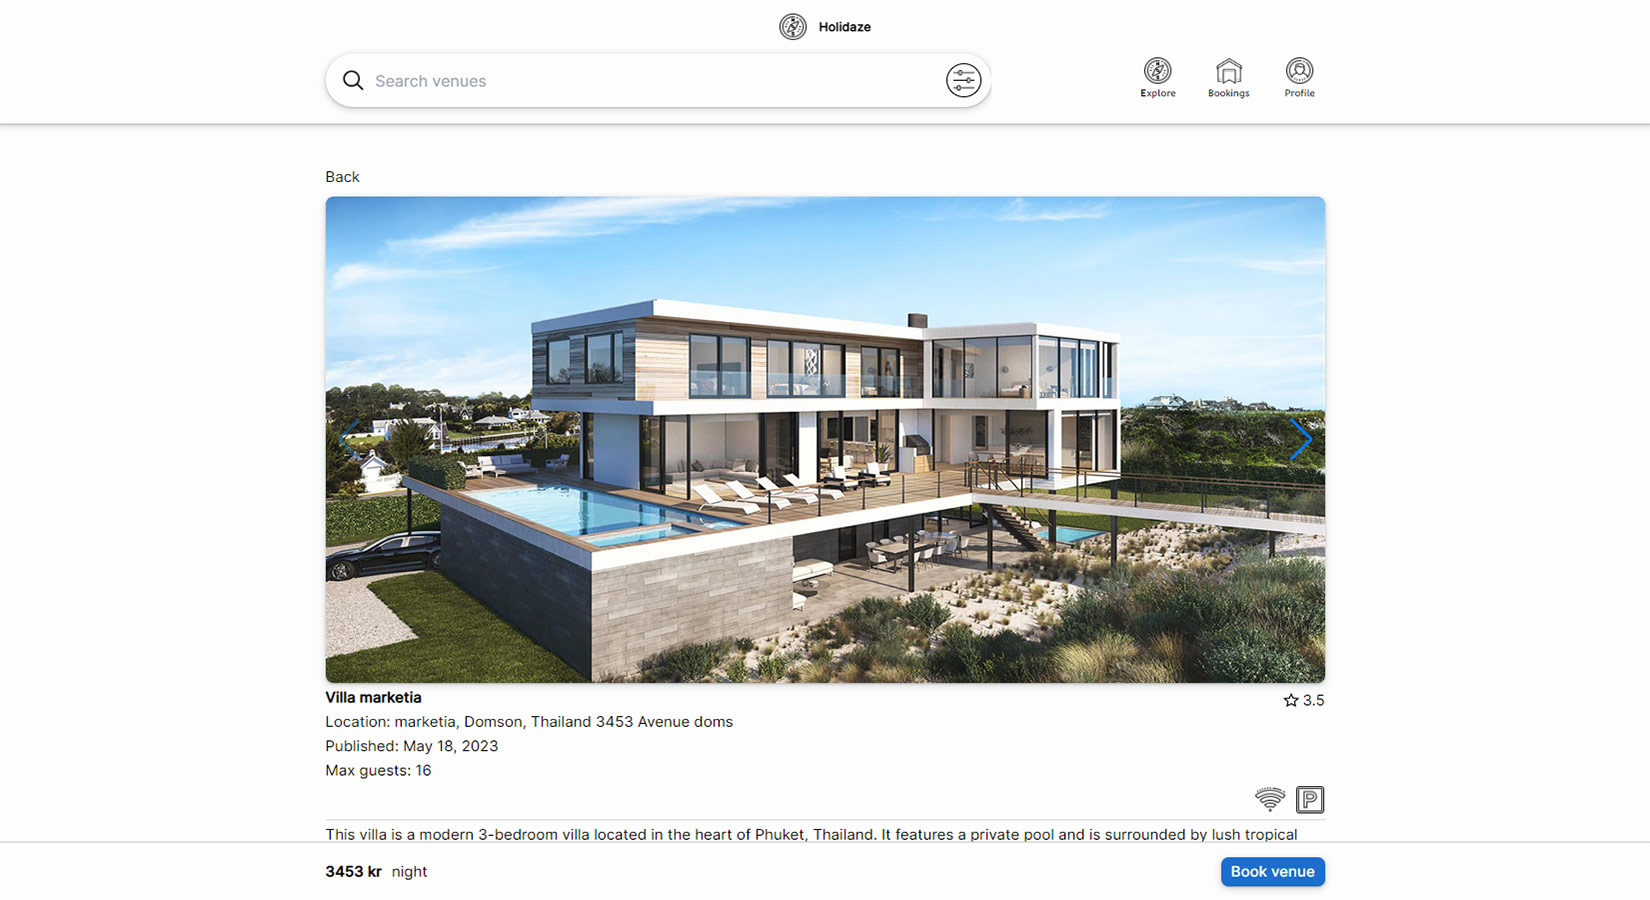 Holidaze
Search venues
Explore
Bookings
Profile
Back
Villa marketia
3.5
Location: marketia, Domson, Thailand 3453 Avenue doms
Published: May 18, 2023
Max guests: 16
P
This villa is a modern 3-bedroom villa located in the heart of Phuket, Thailand. It features a private pool and is surrounded by lush tropical
3453 kr night
Book venue